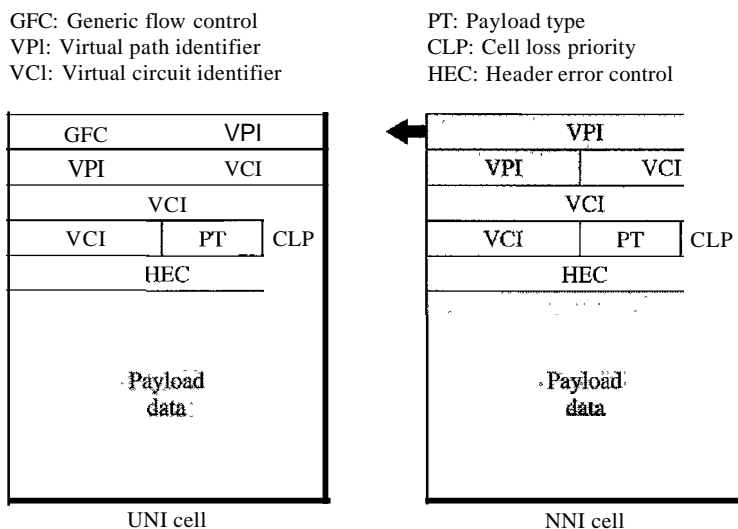 GFC: Generic flow control
VPl: Virtual path identifier
VCl: Virtual circuit identifier
PT: Payload type
CLP: Cell loss priority
HEC: Header error control
GFC VPI
VPI VCI
VCI
VCI PT CLP
HEC
Payload
data
UNI cell
VPI
VPI VCI
VCI
VCI PT CLP
HEC
Payload
data
NNI cell